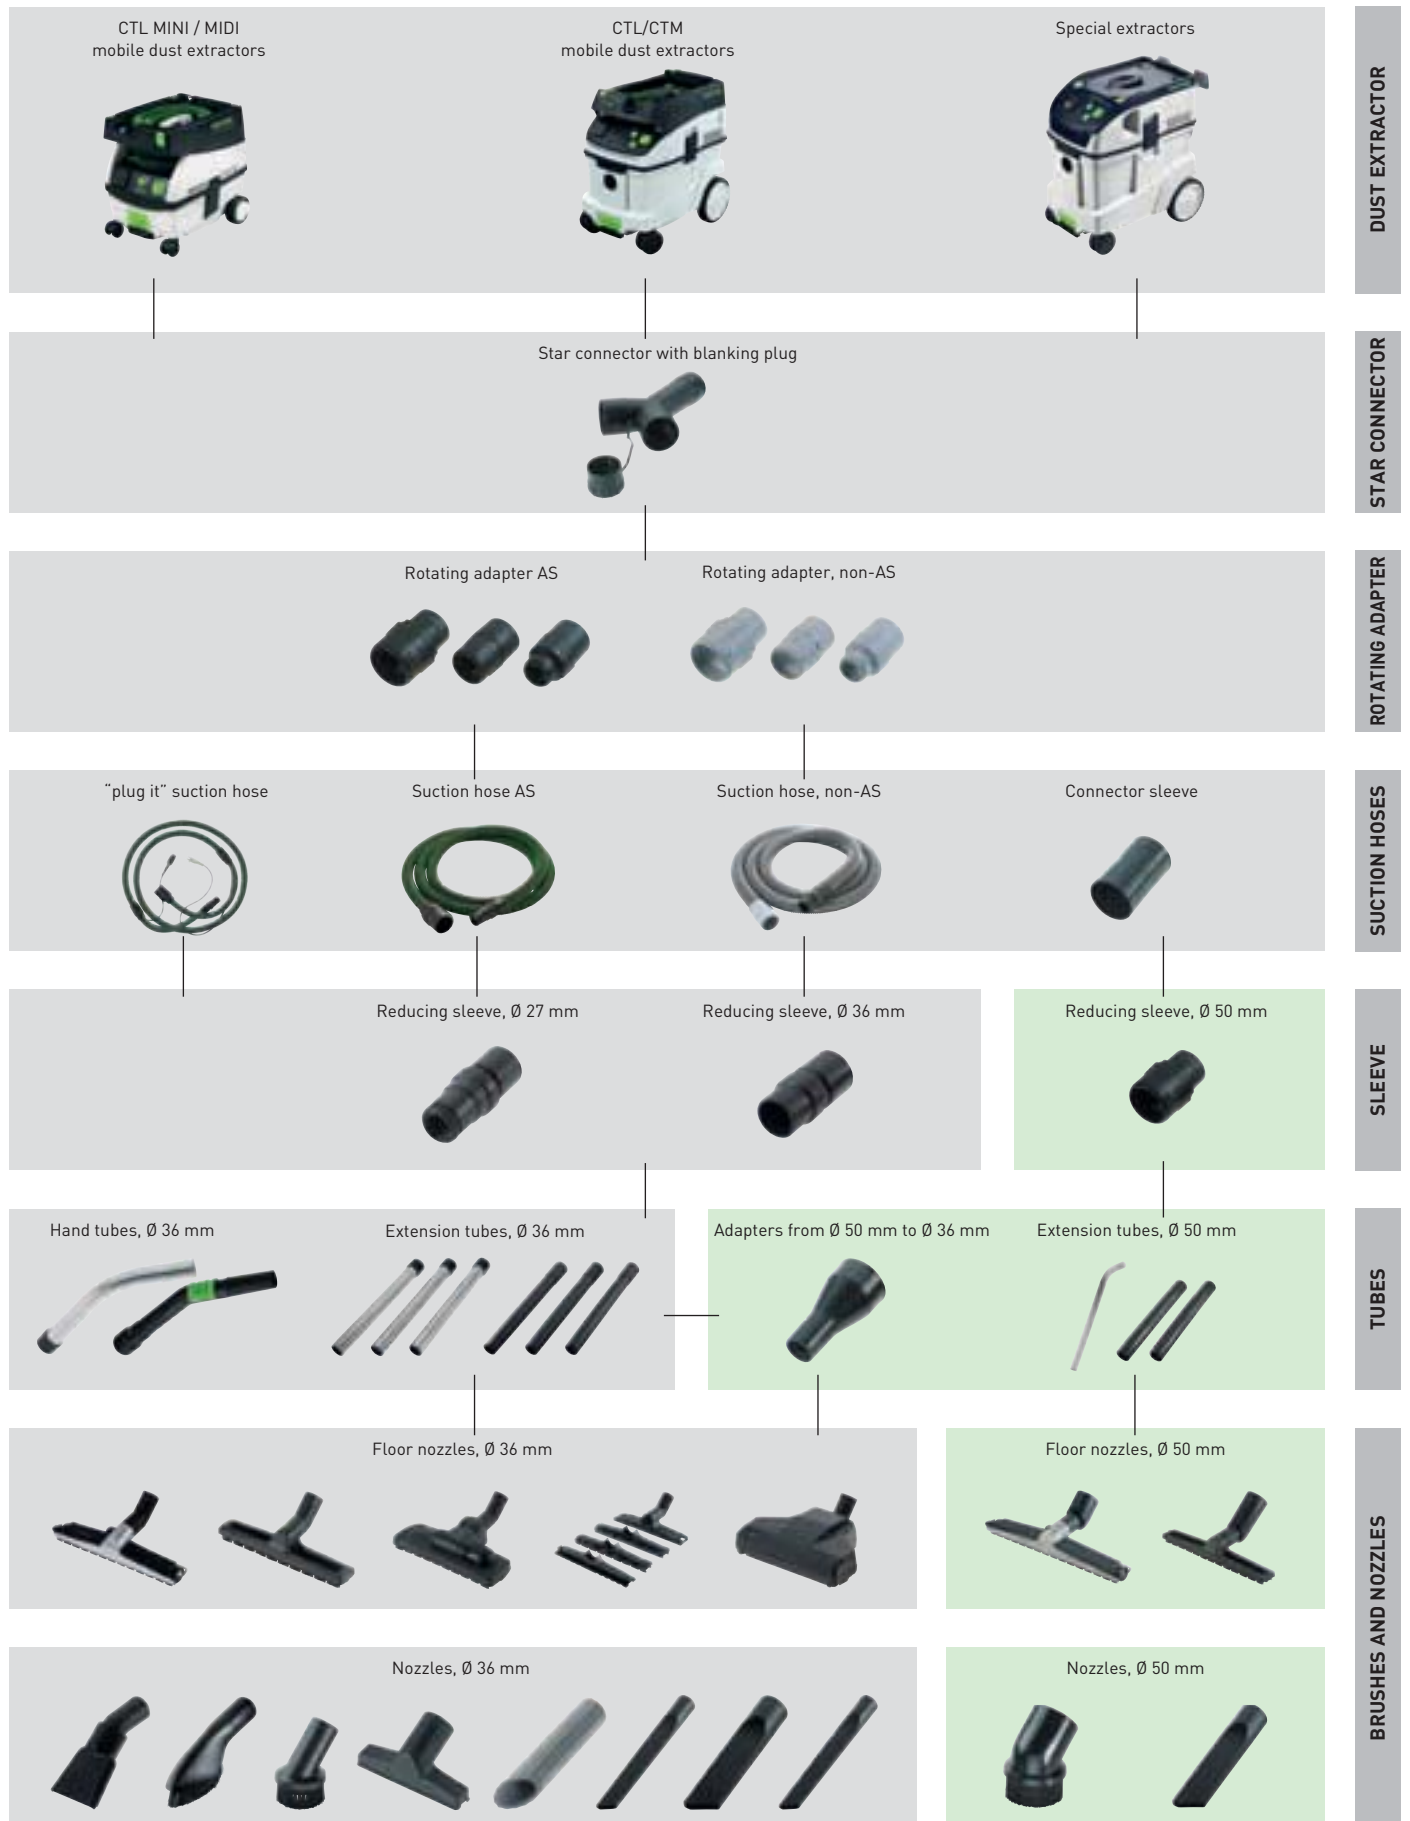 CTL MINI / MIDI
mobile dust extractors
CTL/CTM
mobile dust extractors
Special extractors
DUST EXTRACTOR
Star connector with blanking plug
STAR CONNECTOR
Rotating adapter AS
Rotating adapter, non-AS
ROTATING ADAPTER
“plug it” suction hose
Suction hose AS
Suction hose, non-AS
Connector sleeve
SUCTION HOSES
Reducing sleeve, Ø 27 mm
Reducing sleeve, Ø 36 mm
Reducing sleeve, Ø 50 mm
SLEEVE
Hand tubes, Ø 36 mm
Extension tubes, Ø 36 mm
Adapters from Ø 50 mm to Ø 36 mm
Extension tubes, Ø 50 mm
TUBES
Floor nozzles, Ø 36 mm
Floor nozzles, Ø 50 mm
Nozzles, Ø 36 mm
Nozzles, Ø 50 mm
BRUSHES AND NOZZLES